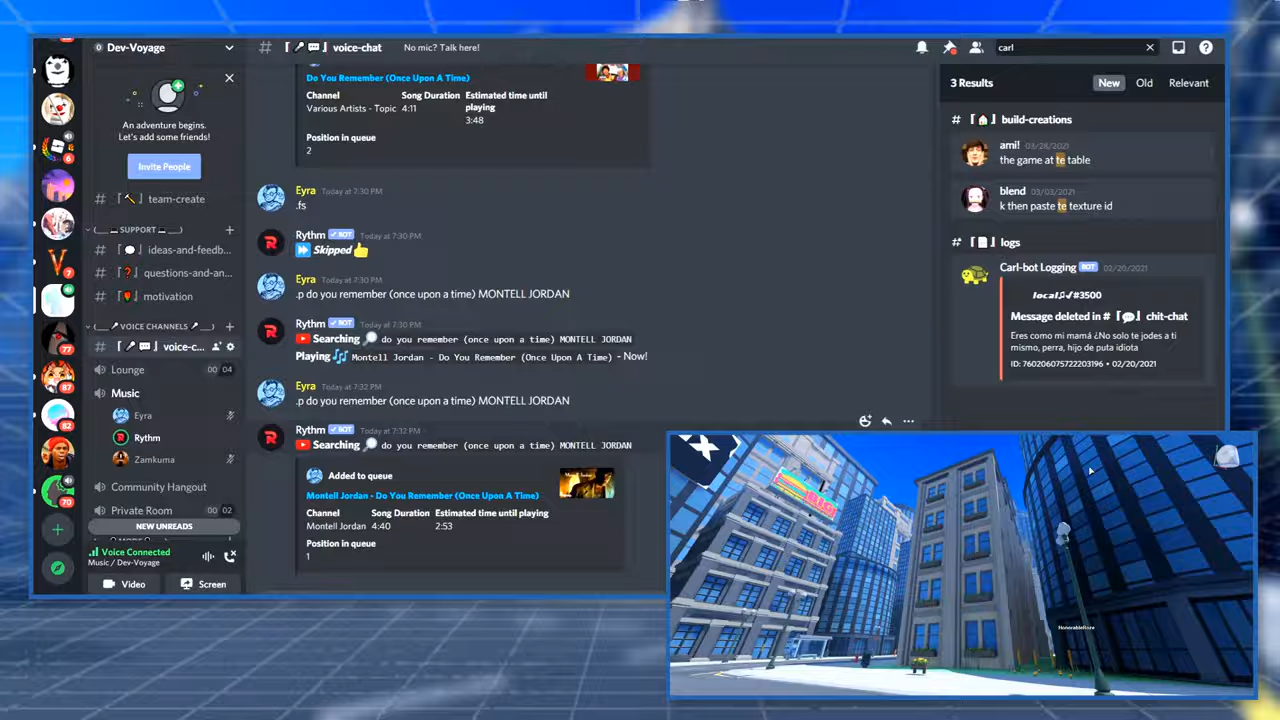 Dev-Voyage
An adventure begins.
Let's add some friends!
Invite People
# 「🔨」 team-create
(___💻 SUPPORT 💻___)
+
# 「💬」 ideas-and-feedb...
# 「❓」 questions-and-an...
# 「🌹」 motivation
(___🎤 VOICE CHANNELS 🎤___)
+
# 「🎤💬」 voice-c...
Lounge
00 04
Music
Eyra
Rythm
Zamkuma
Community Hangout
Private Room
00 02
NEW UNREADS
Voice Connected
Music / Dev-Voyage
Video
Screen
6
7
77
87
82
70
# 「🎤💬」 voice-chat
No mic? Talk here!
carl
Do You Remember (Once Upon A Time)
Channel
Song Duration
Estimated time until
playing
Various Artists - Topic
4:11
3:48
Position in queue
2
Eyra Today at 7:30 PM
.fs
Rythm ✓ BOT Today at 7:30 PM
⏩ Skipped 👍
Eyra Today at 7:30 PM
.p do you remember (once upon a time) MONTELL JORDAN
Rythm ✓ BOT Today at 7:30 PM
Searching 🔎 do you remember (once upon a time) MONTELL JORDAN
Playing 🎶 Montell Jordan - Do You Remember (Once Upon A Time) - Now!
Eyra Today at 7:32 PM
.p do you remember (once upon a time) MONTELL JORDAN
Rythm ✓ BOT Today at 7:32 PM
Searching 🔎 do you remember (once upon a time) MONTELL JORDAN
Added to queue
Montell Jordan - Do You Remember (Once Upon A Time)
Channel
Song Duration
Estimated time until playing
Montell Jordan
4:40
2:53
Position in queue
1
3 Results
New
Old
Relevant
# 「🏠」 build-creations
ami! 03/28/2021
the game at te table
blend 03/03/2021
k then paste te texture id
# 「📄」 logs
Carl-bot Logging BOT 02/20/2021
local♫✓#3500
Message deleted in # 「💬」 chit-chat
Eres como mi mamá ¿No solo te jodes a ti
mismo, perra, hijo de puta idiota
ID: 760206075722203196 • 02/20/2021
HonorableRoze